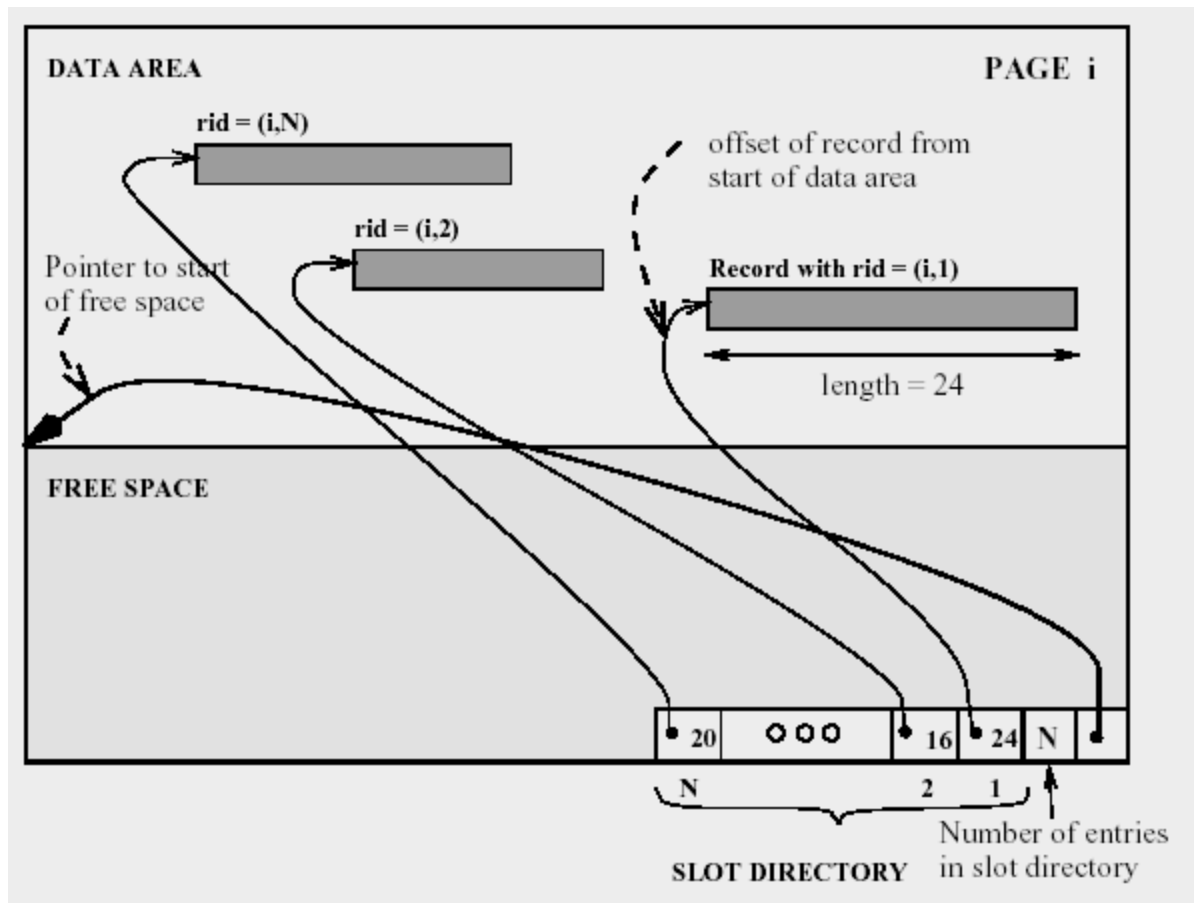 DATA AREA
PAGE i
rid = (i,N)
offset of record from
start of data area
rid = (i,2)
Pointer to start
of free space
Record with rid = (i,1)
length = 24
FREE SPACE
20
16
24
N
N
2
1
Number of entries
in slot directory
SLOT DIRECTORY